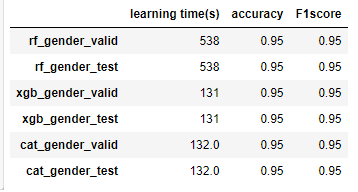 learning time(s) accuracy F1score
rf_gender_valid 538 0.95 0.95
rf_gender_test 538 0.95 0.95
xgb_gender_valid 131 0.95 0.95
xgb_gender_test 131 0.95 0.95
cat_gender_valid 132.0 0.95 0.95
cat_gender_test 132.0 0.95 0.95